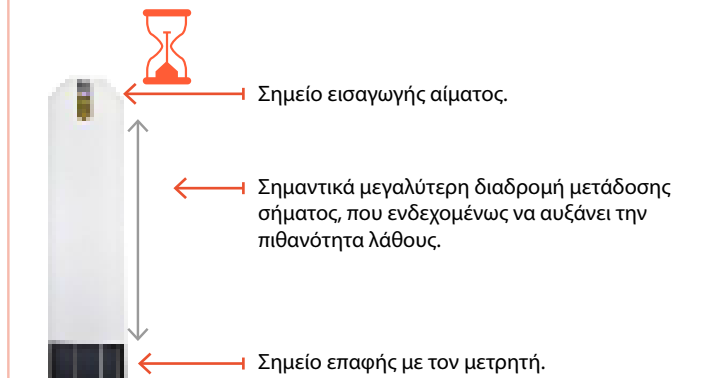 Σημείο εισαγωγής αίματος.
Σημαντικά μεγαλύτερη διαδρομή μετάδοσης
σήματος, που ενδεχομένως να αυξάνει την
πιθανότητα λάθους.
Σημείο επαφής με τον μετρητή.